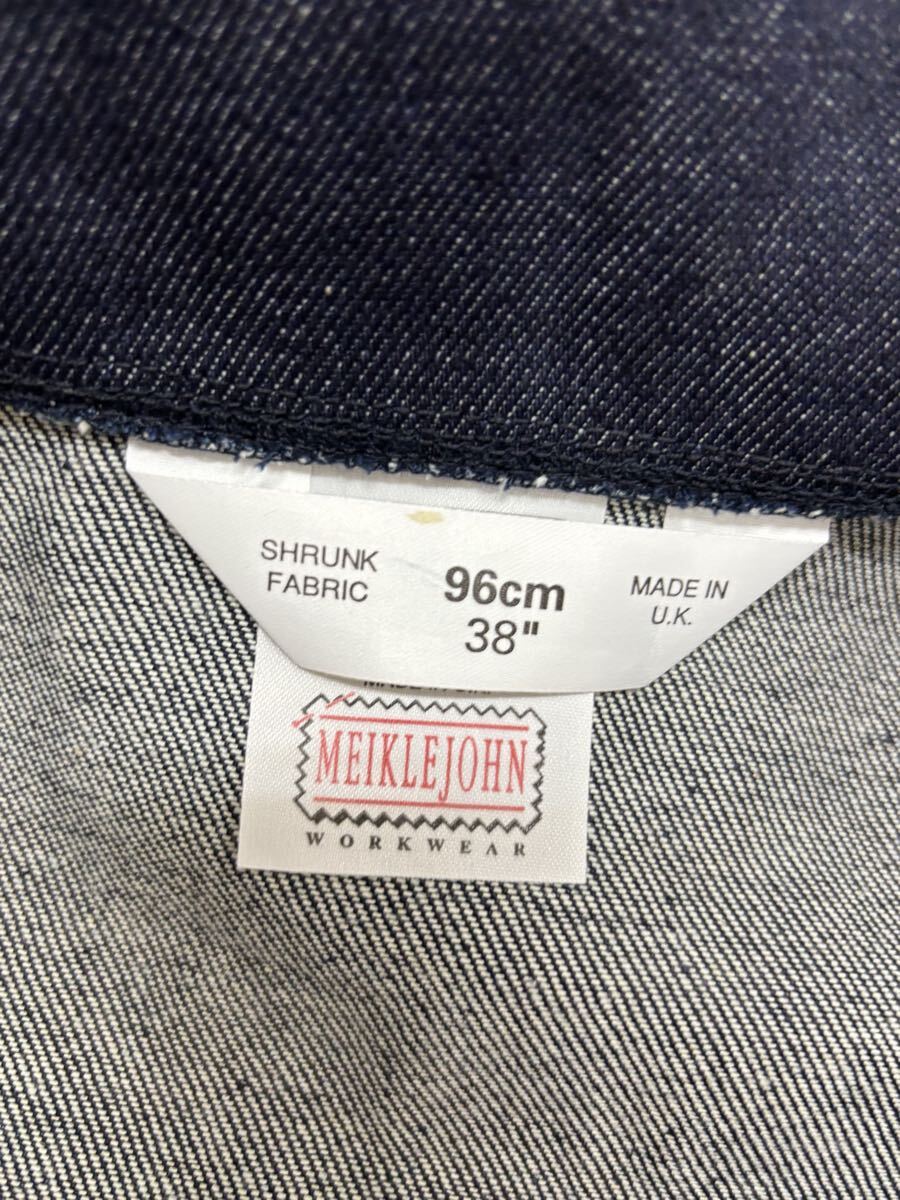 SHRUNK
FABRIC
96cm
38"
MADE IN
U.K.
MEIKLEJOHN
WORKWEAR